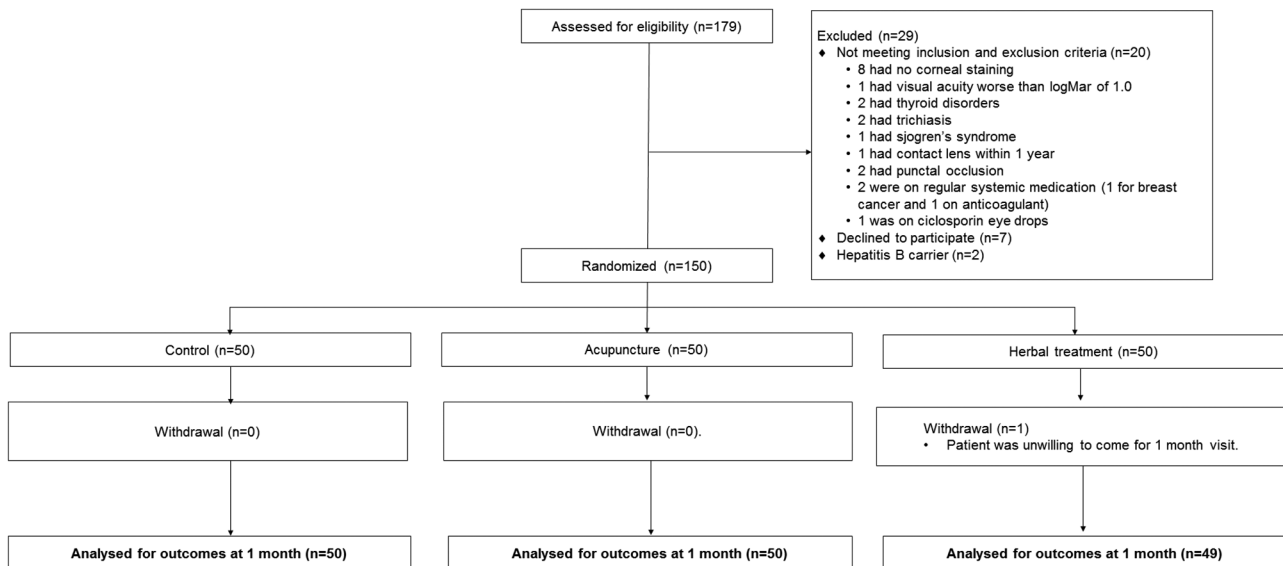 Assessed for eligibility (n=179)
Excluded (n=29)
♦ Not meeting inclusion and exclusion criteria (n=20)
• 8 had no corneal staining
• 1 had visual acuity worse than logMar of 1.0
• 2 had thyroid disorders
• 2 had trichiasis
• 1 had sjogren's syndrome
• 1 had contact lens within 1 year
• 2 had punctal occlusion
• 2 were on regular systemic medication (1 for breast
cancer and 1 on anticoagulant)
• 1 was on ciclosporin eye drops
♦ Declined to participate (n=7)
♦ Hepatitis B carrier (n=2)
Randomized (n=150)
Control (n=50)
Acupuncture (n=50)
Herbal treatment (n=50)
Withdrawal (n=0)
Withdrawal (n=0).
Withdrawal (n=1)
• Patient was unwilling to come for 1 month visit.
Analysed for outcomes at 1 month (n=50)
Analysed for outcomes at 1 month (n=50)
Analysed for outcomes at 1 month (n=49)